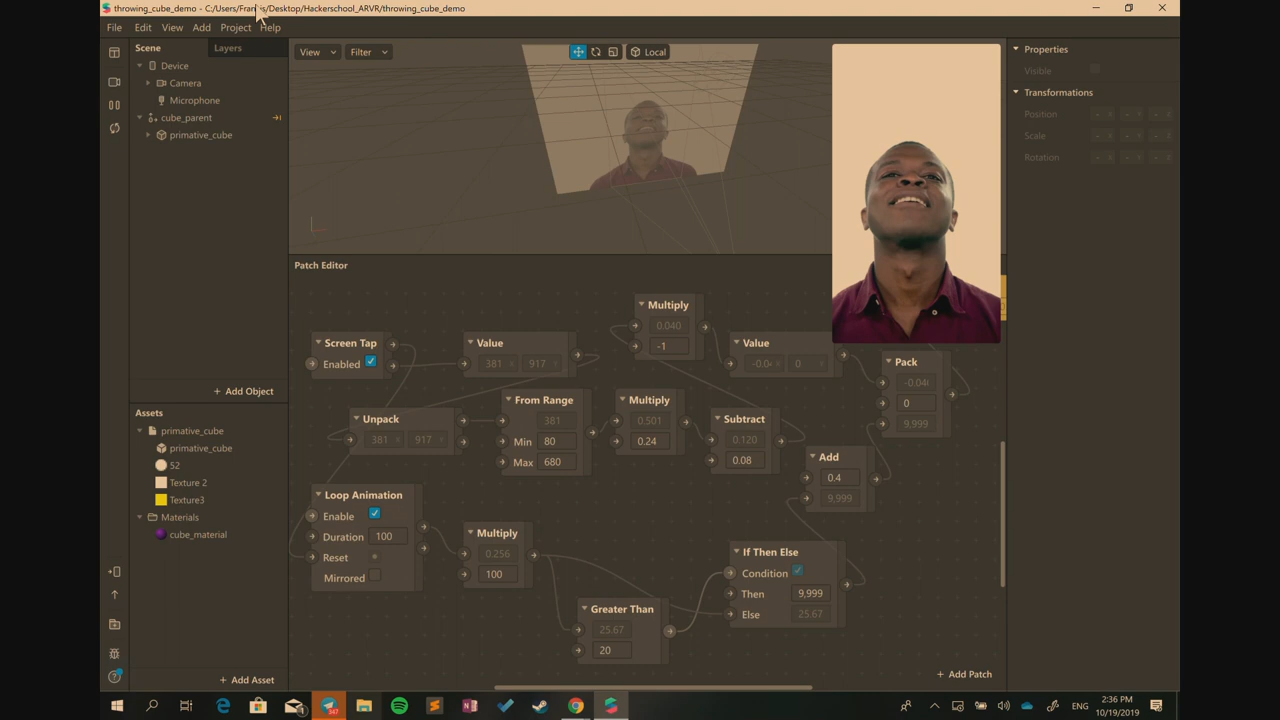 throwing_cube_demo - C:/Users/Francis/Desktop/Hackerschool_ARVR/throwing_cube_demo
File Edit View Add Project Help
Scene Layers
Device
Camera
Microphone
cube_parent
primative_cube
+ Add Object
Assets
primative_cube
primative_cube
52
Texture 2
Texture3
Materials
cube_material
+ Add Asset
View Filter Local
Patch Editor
Screen Tap
Enabled
Value
381 917
Multiply
0.040
-1
Value
0
Pack
0
9,999
Unpack
381 917
From Range
381
Min 80
Max 680
Multiply
0.501
0.24
Subtract
0.120
0.08
Add
0.4
9,999
Loop Animation
Enable
Duration 100
Reset
Mirrored
Multiply
0.256
100
Greater Than
25.67
20
If Then Else
Condition
Then 9,999
Else 25.67
+ Add Patch
Properties
Visible
Transformations
Position
Scale
Rotation
ENG
2:36 PM
10/19/2019